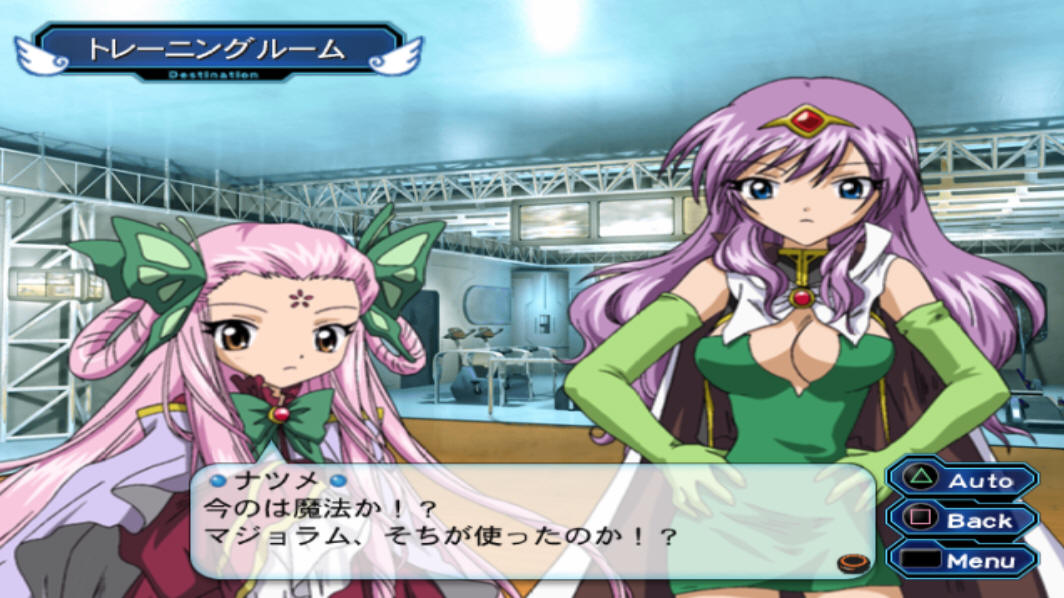 トレーニングルーム
Destination
ナツメ
今のは魔法か！？
マジョラム、そちが使ったのか！？
Auto
Back
Menu